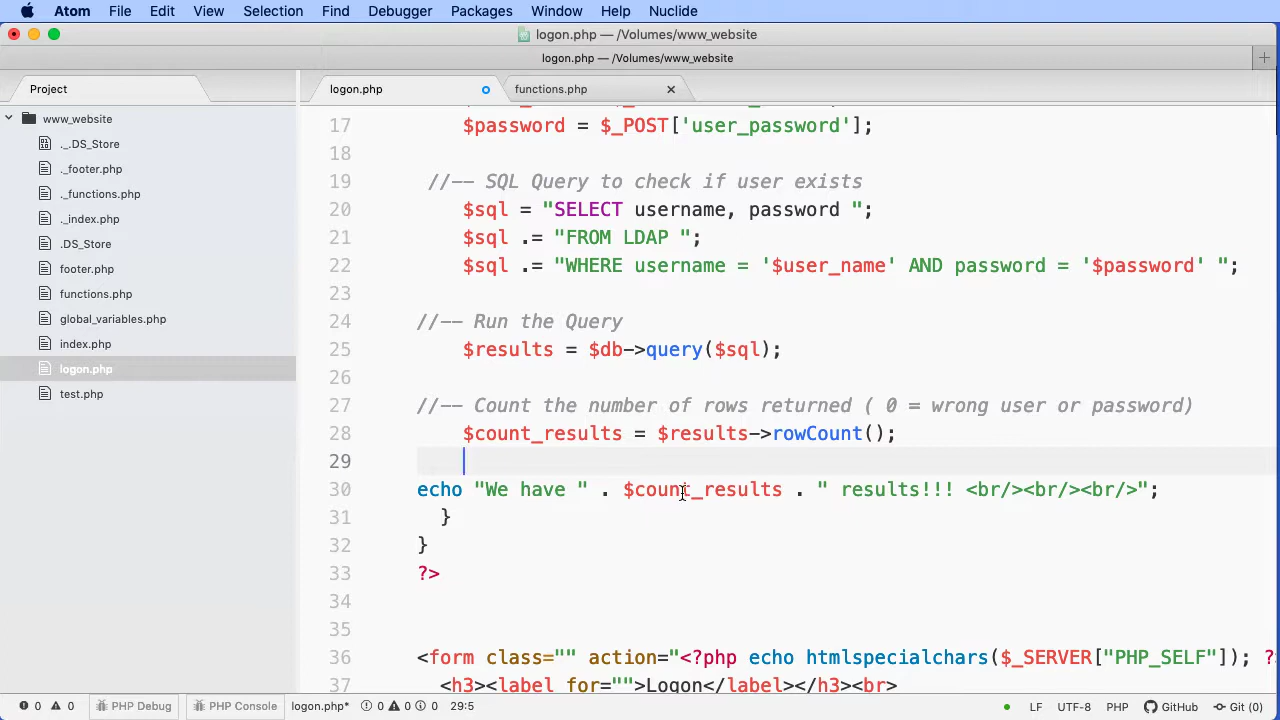 Atom File Edit View Selection Find Debugger Packages Window Help Nuclide
logon.php — /Volumes/www_website
logon.php — /Volumes/www_website
Project
logon.php
functions.php
www_website
._.DS_Store
._footer.php
._functions.php
._index.php
.DS_Store
footer.php
functions.php
global_variables.php
index.php
logon.php
test.php
17 $password = $_POST['user_password'];
18
19 //-- SQL Query to check if user exists
20 $sql = "SELECT username, password ";
21 $sql .= "FROM LDAP ";
22 $sql .= "WHERE username = '$user_name' AND password = '$password' ";
23
24 //-- Run the Query
25 $results = $db->query($sql);
26
27 //-- Count the number of rows returned ( 0 = wrong user or password)
28 $count_results = $results->rowCount();
29
30 echo "We have " . $count_results . " results!!! <br/><br/><br/>";
31 }
32 }
33 ?>
34
35
36 <form class="" action="<?php echo htmlspecialchars($_SERVER["PHP_SELF"]); ?
37 <h3><label for="">Logon</label></h3><br>
0 0 PHP Debug PHP Console logon.php* 0 0 0 29:5 LF UTF-8 PHP GitHub Git (0)